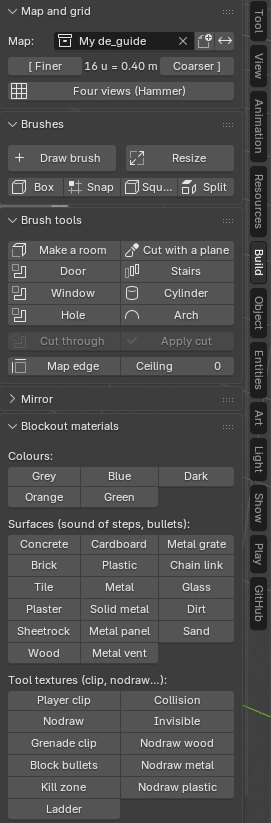 Map and grid
Map: My de_guide
[ Finer 16 u = 0.40 m Coarser ]
Four views (Hammer)
Brushes
Draw brush Resize
Box Snap Squ... Split
Brush tools
Make a room Cut with a plane
Door Stairs
Window Cylinder
Hole Arch
Cut through Apply cut
Map edge Ceiling 0
Mirror
Blockout materials
Colours:
Grey Blue Dark
Orange Green
Surfaces (sound of steps, bullets):
Concrete Cardboard Metal grate
Brick Plastic Chain link
Tile Metal Glass
Plaster Solid metal Dirt
Sheetrock Metal panel Sand
Wood Metal vent
Tool textures (clip, nodraw...):
Player clip Collision
Nodraw Invisible
Grenade clip Nodraw wood
Block bullets Nodraw metal
Kill zone Nodraw plastic
Ladder
Tool
View
Animation
Resources
Build
Object
Entities
Art
Light
Show
Play
GitHub